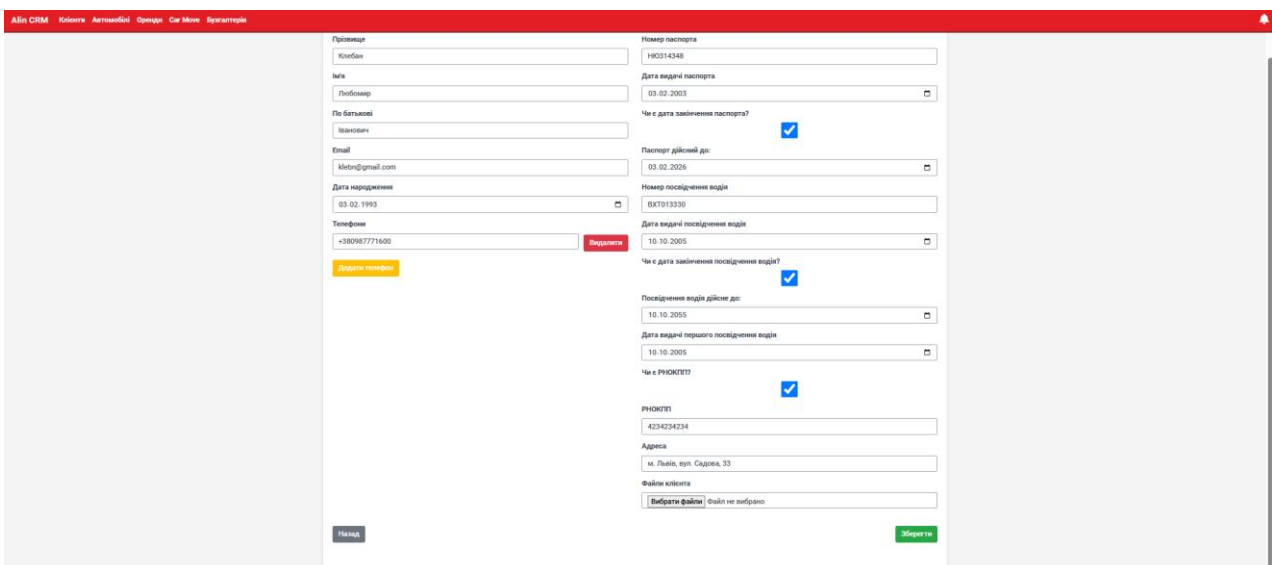 Alin CRM Клієнти Автомобілі Оренди Car Move Бухгалтерія
Прізвище
Клебан
Ім'я
Любомир
По батькові
Іванович
Email
klebn@gmail.com
Дата народження
03.02.1993
Телефони
+380987771600 Видалити
Додати телефон
Номер паспорта
НЮ314348
Дата видачі паспорта
03.02.2003
Чи є дата закінчення паспорта?
Паспорт дійсний до:
03.02.2026
Номер посвідчення водія
ВХТ013330
Дата видачі посвідчення водія
10.10.2005
Чи є дата закінчення посвідчення водія?
Посвідчення водія дійсне до:
10.10.2055
Дата видачі першого посвідчення водія
10.10.2005
Чи є РНОКПП?
РНОКПП
4234234234
Адреса
м. Львів, вул. Садова, 33
Файли клієнта
Вибрати файли Файл не вибрано
Назад
Зберегти